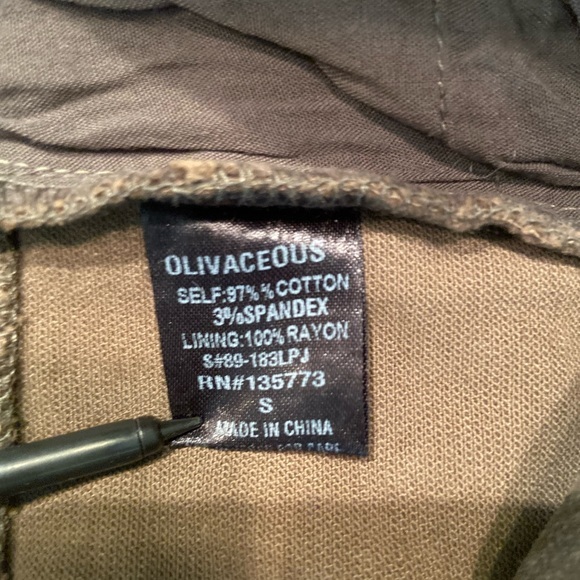 OLIVACEOUS
SELF:97%%COTTON
3%SPANDEX
LINING:100%RAYON
S#89-183LPJ
RN#135773
S
MADE IN CHINA